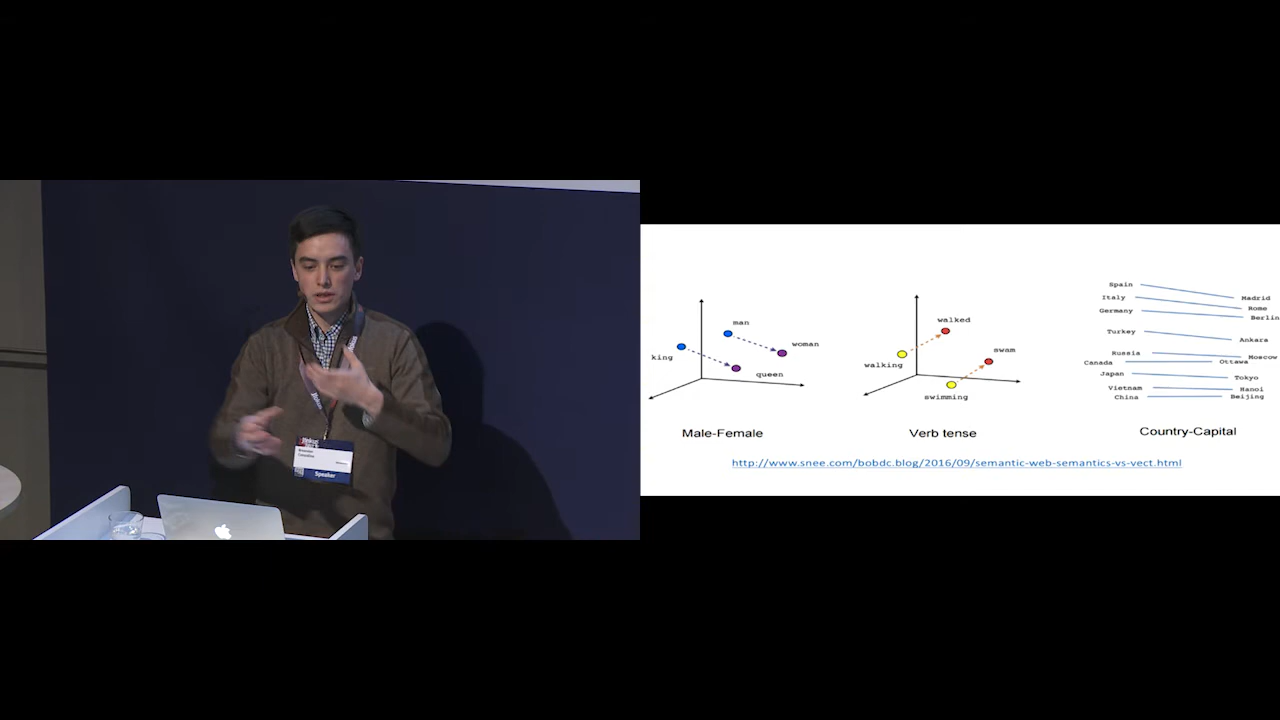 Speaker
man
woman
king
queen
Male-Female
walked
swam
walking
swimming
Verb tense
Spain Madrid
Italy Rome
Germany Berlin
Turkey Ankara
Russia Moscow
Canada Ottawa
Japan Tokyo
Vietnam Hanoi
China Beijing
Country-Capital
http://www.snee.com/bobdc.blog/2016/09/semantic-web-semantics-vs-vect.html